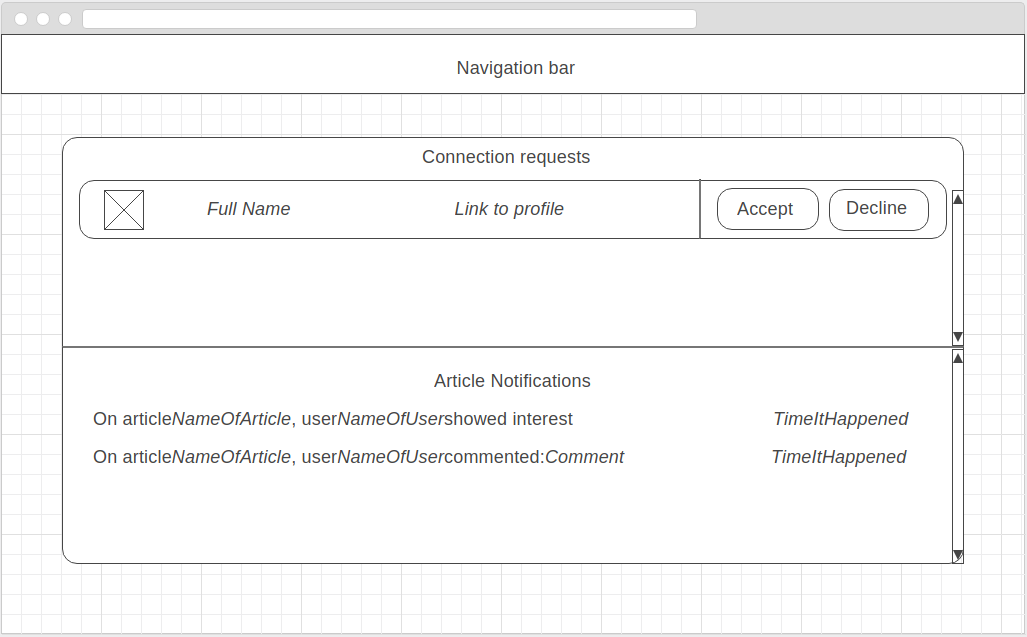 Navigation bar
Connection requests
Full Name Link to profile Accept Decline
Article Notifications
On articleNameOfArticle, userNameOfUsershowed interest TimeItHappened
On articleNameOfArticle, userNameOfUsercommented:Comment TimeItHappened